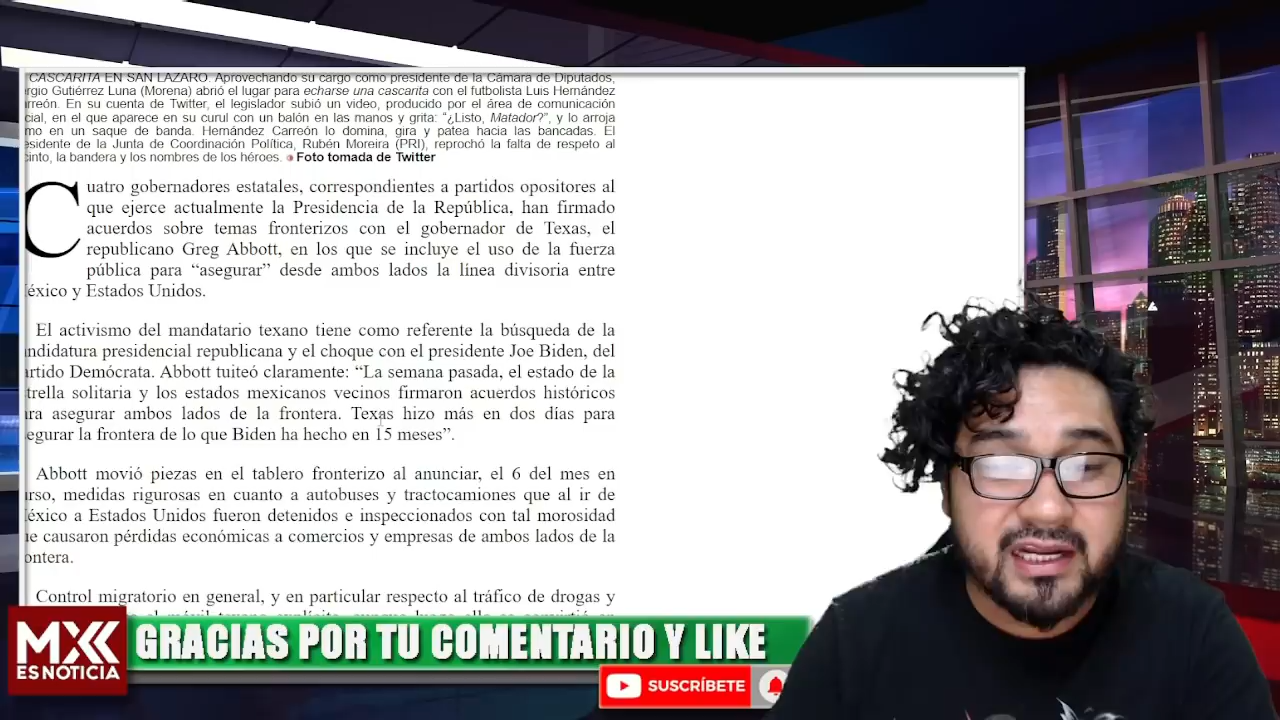 CASCARITA EN SAN LÁZARO. Aprovechando su cargo como presidente de la Cámara de Diputados,
rgio Gutiérrez Luna (Morena) abrió el lugar para echarse una cascarita con el futbolista Luis Hernández
rreón. En su cuenta de Twitter, el legislador subió un video, producido por el área de comunicación
cial, en el que aparece en su curul con un balón en las manos y grita: “¿Listo, Matador?”, y lo arroja
mo en un saque de banda. Hernández Carreón lo domina, gira y patea hacia las bancadas. El
esidente de la Junta de Coordinación Política, Rubén Moreira (PRI), reprochó la falta de respeto al
cinto, la bandera y los nombres de los héroes. Foto tomada de Twitter
Cuatro gobernadores estatales, correspondientes a partidos opositores al
que ejerce actualmente la Presidencia de la República, han firmado
acuerdos sobre temas fronterizos con el gobernador de Texas, el
republicano Greg Abbott, en los que se incluye el uso de la fuerza
pública para “asegurar” desde ambos lados la línea divisoria entre
éxico y Estados Unidos.
El activismo del mandatario texano tiene como referente la búsqueda de la
ndidatura presidencial republicana y el choque con el presidente Joe Biden, del
rtido Demócrata. Abbott tuiteó claramente: “La semana pasada, el estado de la
trella solitaria y los estados mexicanos vecinos firmaron acuerdos históricos
ra asegurar ambos lados de la frontera. Texas hizo más en dos días para
egurar la frontera de lo que Biden ha hecho en 15 meses”.
Abbott movió piezas en el tablero fronterizo al anunciar, el 6 del mes en
rso, medidas rigurosas en cuanto a autobuses y tractocamiones que al ir de
éxico a Estados Unidos fueron detenidos e inspeccionados con tal morosidad
e causaron pérdidas económicas a comercios y empresas de ambos lados de la
ontera.
Control migratorio en general, y en particular respecto al tráfico de drogas y
MX
ES NOTICIA
GRACIAS POR TU COMENTARIO Y LIKE
SUSCRÍBETE